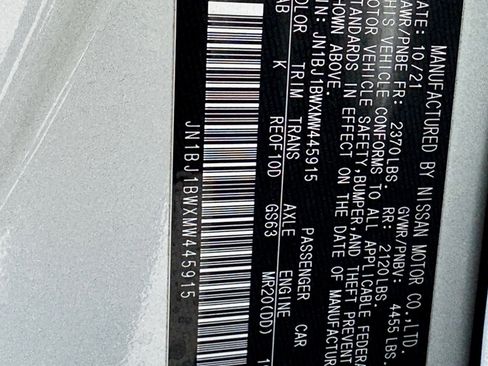 MANUFACTURED BY NISSAN MOTOR CO.,LTD.
DATE: 10/21 GVWR/PNBV: 4455 LBS.
GAWR/PNBE FR: 2370LBS. RR: 2120LBS.
THIS VEHICLE CONFORMS TO ALL APPLICABLE FEDERAL
MOTOR VEHICLE SAFETY,BUMPER,AND THEFT PREVENT
STANDARDS IN EFFECT ON THE DATE OF MANUFACTUR
SHOWN ABOVE.
VIN: JN1BJ1BWXMW445915 PASSENGER CAR
COLOR TRIM TRANS AXLE ENGINE
K RE0F10D GS63 MR20(DD)
JN1BJ1BWXMW445915